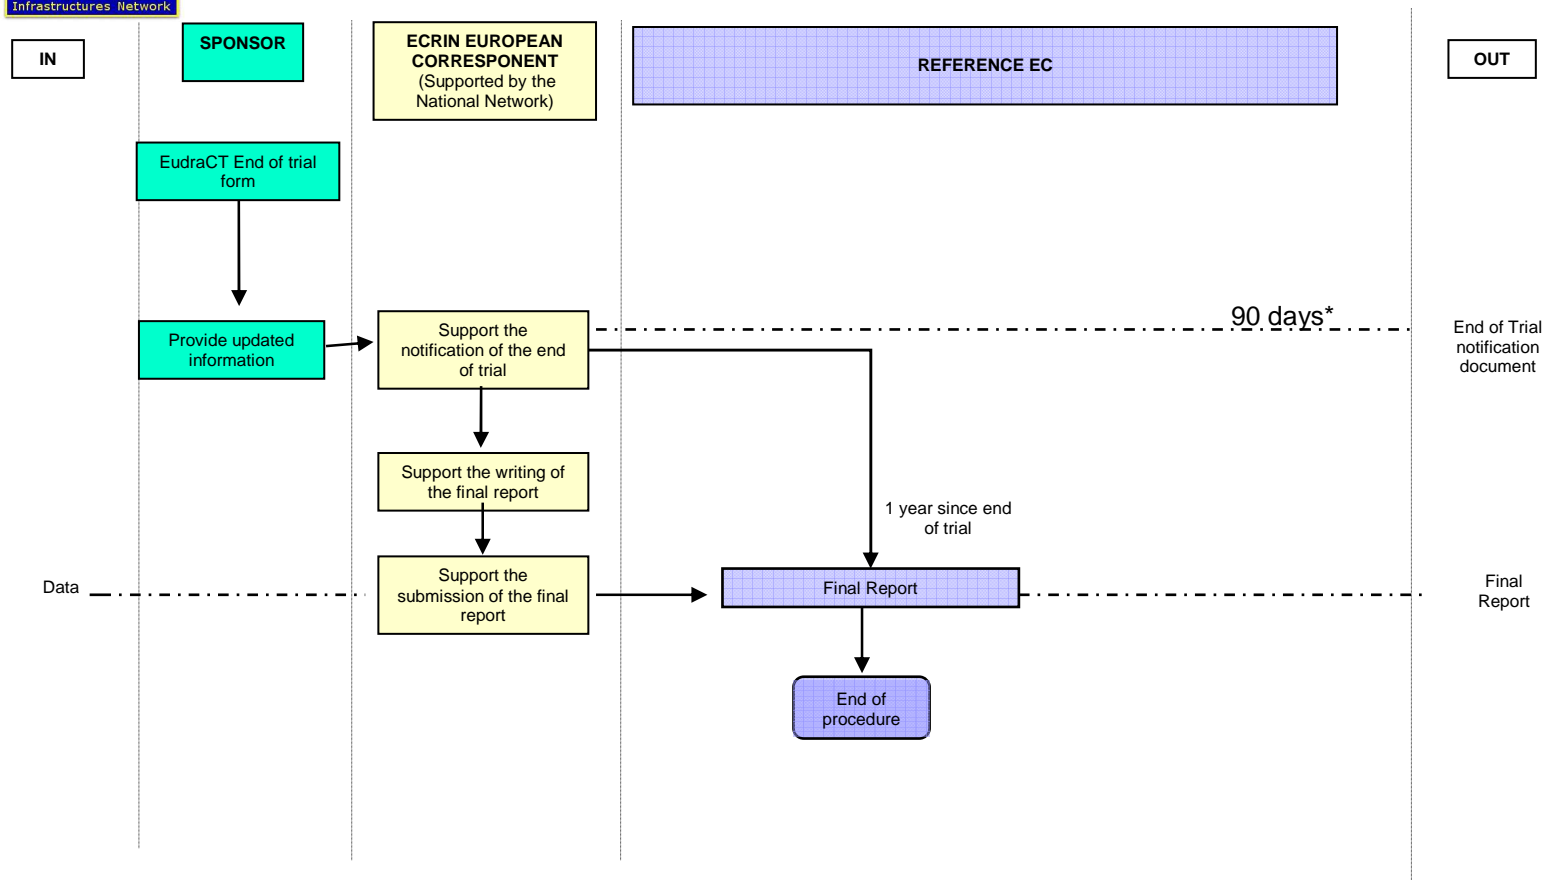 Infrastructures Network
IN
SPONSOR
ECRIN EUROPEAN
CORRESPONENT
(Supported by the
National Network)
REFERENCE EC
OUT
EudraCT End of trial
form
Provide updated
information
Support the
notification of the end
of trial
90 days*
End of Trial
notification
document
Support the writing of
the final report
1 year since end
of trial
Data
Support the
submission of the final
report
Final Report
Final
Report
End of
procedure